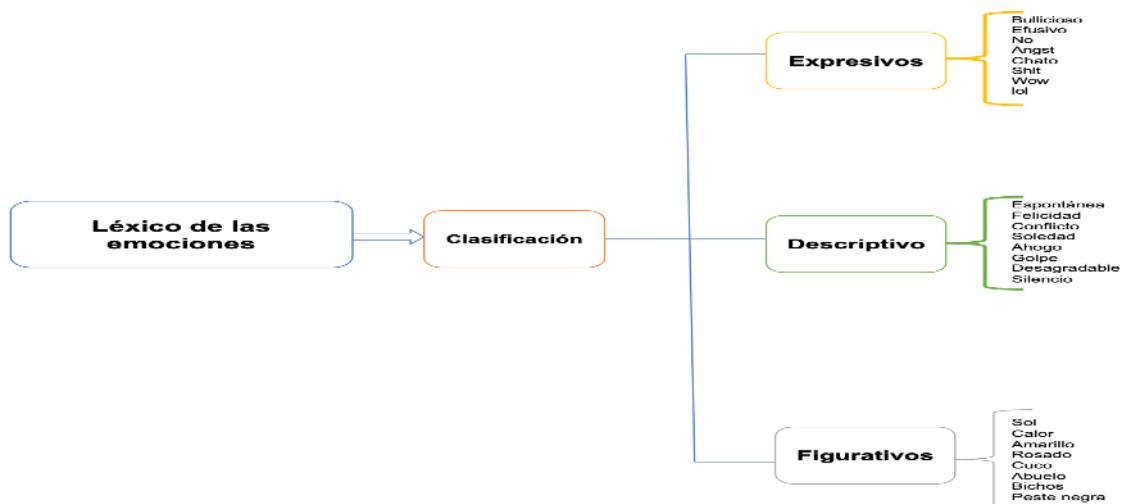 Léxico de las
emociones
Clasificación
Expresivos
Bullicioso
Efusivo
No
Angst
Chato
Shit
Wow
lol
Descriptivo
Espontánea
Felicidad
Conflicto
Soledad
Ahogo
Golpe
Desagradable
Silencio
Figurativos
Sol
Calor
Amarillo
Rosado
Cuco
Abuelo
Bichos
Peste negra